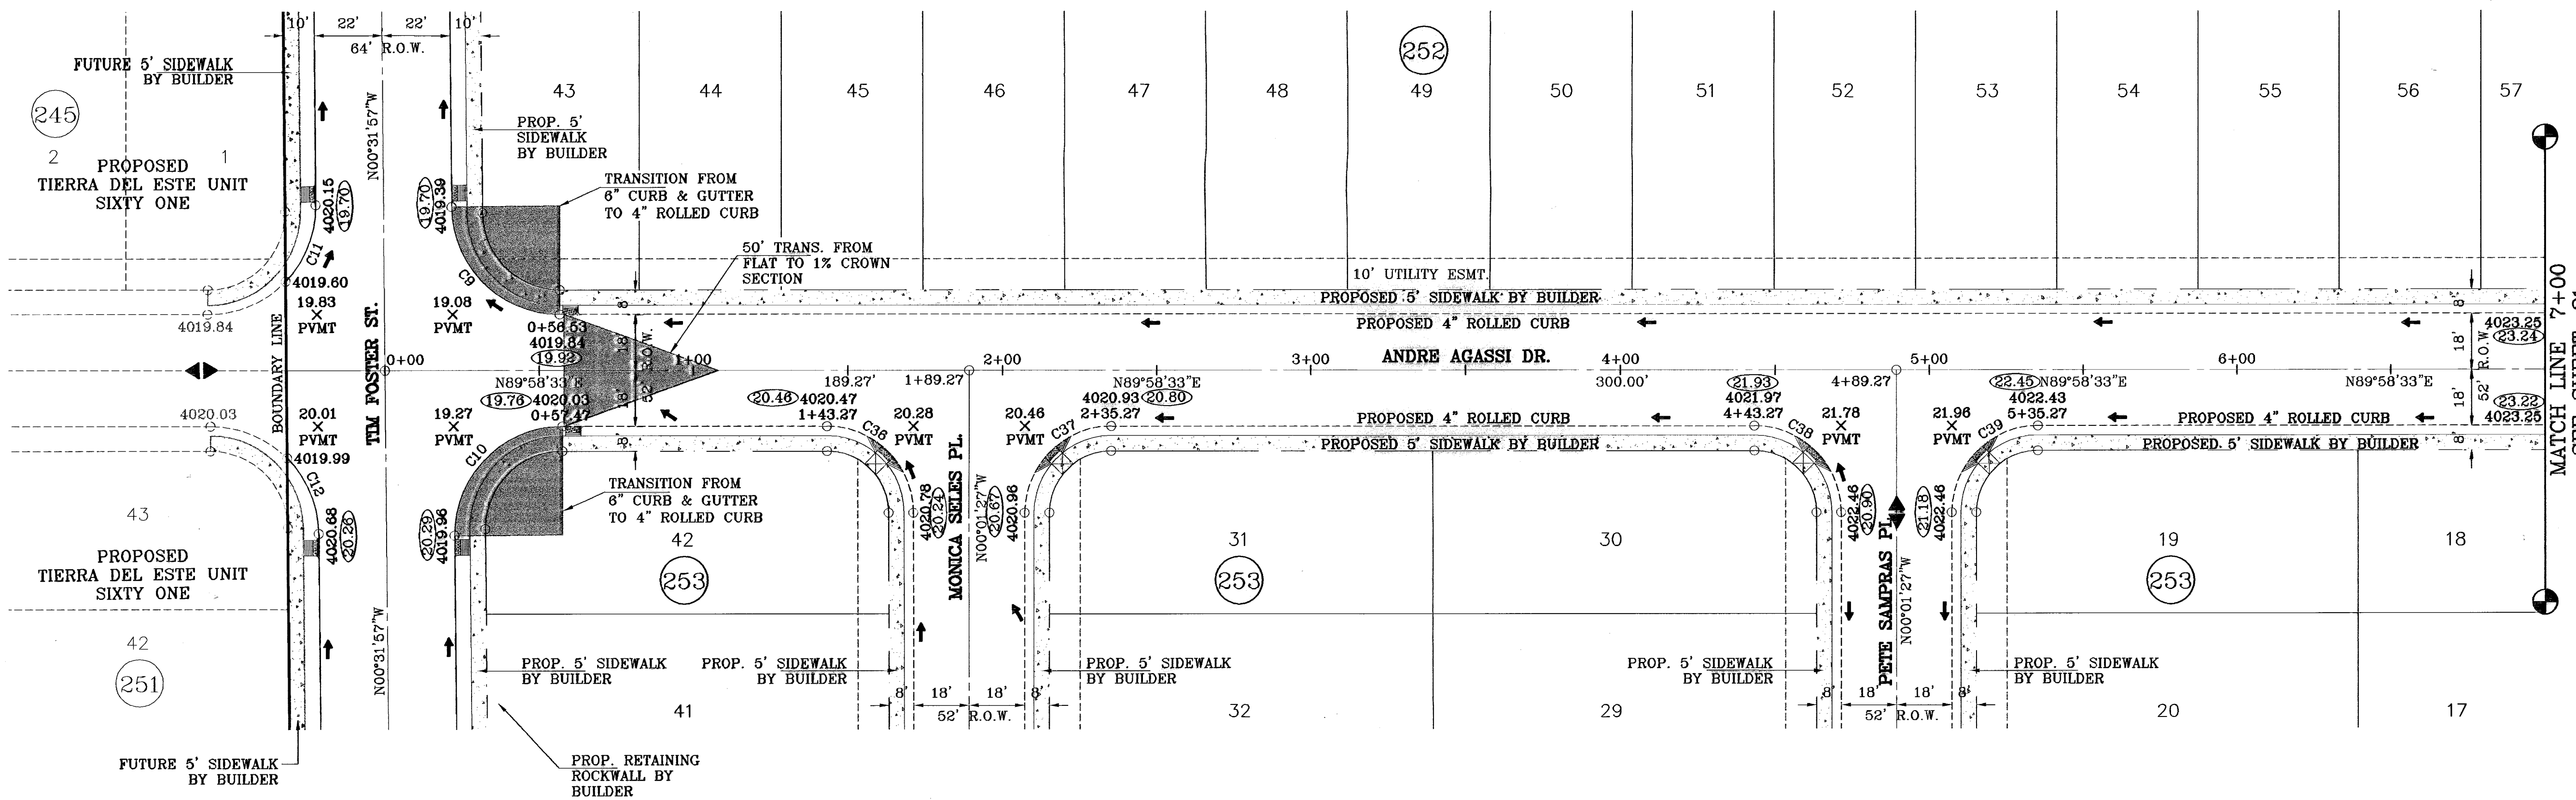 10' 22' 22' 10'
64' R.O.W.
FUTURE 5' SIDEWALK
BY BUILDER
245
2
1
PROPOSED
TIERRA DEL ESTE UNIT
SIXTY ONE
N00°31'57"W
PROP. 5'
SIDEWALK
BY BUILDER
TRANSITION FROM
6" CURB & GUTTER
TO 4" ROLLED CURB
50' TRANS. FROM
FLAT TO 1% CROWN
SECTION
252
43 44 45 46 47 48 49 50 51 52 53 54 55 56 57
4020.15
19.70
19.70
4019.39
C11
C9
4019.60
19.83
PVMT
19.08
PVMT
4019.84
BOUNDARY LINE
TIM FOSTER ST.
0+56.53
4019.84
19.92
10' UTILITY ESMT.
PROPOSED 5' SIDEWALK BY BUILDER
PROPOSED 4" ROLLED CURB
ANDRE AGASSI DR.
0+00 1+00 2+00 3+00 4+00 5+00 6+00
18'
18'
52' R.O.W.
8'
8'
N89°58'33"E
189.27'
1+89.27
N89°58'33"E
300.00'
4+89.27
N89°58'33"E
N89°58'33"E
8'
18'
18'
8'
52' R.O.W.
4023.25
23.24
23.22
4023.25
MATCH LINE 7+00
4020.03
20.01
PVMT
19.27
PVMT
19.76 4020.03
0+57.47
20.46 4020.47
1+43.27
20.28
PVMT
20.46
PVMT
4020.93 20.80
2+35.27
21.93
4021.97
4+43.27
21.78
PVMT
21.96
PVMT
22.45
4022.43
5+35.27
PROPOSED 4" ROLLED CURB
PROPOSED 5' SIDEWALK BY BUILDER
PROPOSED 4" ROLLED CURB
PROPOSED 5' SIDEWALK BY BUILDER
4019.99
C12
C10
C36
C37
C38
C39
4020.68
20.26
20.29
4019.96
TRANSITION FROM
6" CURB & GUTTER
TO 4" ROLLED CURB
4020.78
20.24
MONICA SELES PL.
N00°01'27"W
20.67
4020.96
4022.46
20.90
PETE SAMPRAS PL.
N00°01'27"W
21.18
4022.46
43
PROPOSED
TIERRA DEL ESTE UNIT
SIXTY ONE
42
251
N00°31'57"W
42
253
31
253
30
19
253
18
PROP. 5' SIDEWALK
BY BUILDER
PROP. 5' SIDEWALK
BY BUILDER
PROP. 5' SIDEWALK
BY BUILDER
PROP. 5' SIDEWALK
BY BUILDER
PROP. 5' SIDEWALK
BY BUILDER
41
8' 18' 18' 8'
52' R.O.W.
32
29
8' 18' 18' 8'
52' R.O.W.
20
17
FUTURE 5' SIDEWALK
BY BUILDER
PROP. RETAINING
ROCKWALL BY
BUILDER